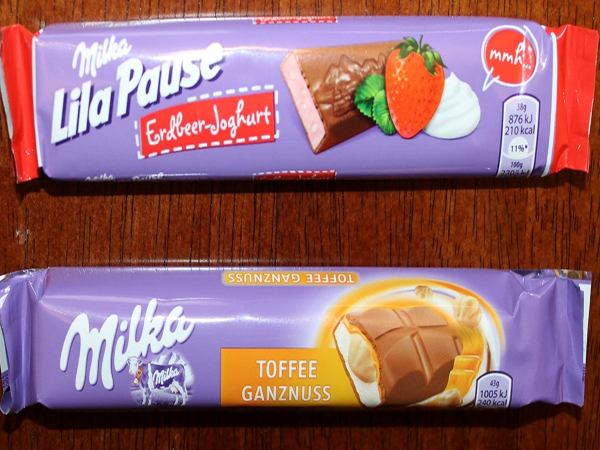 Milka
Lila Pause
Erdbeer-Joghurt
mmh...
38g
876 kJ
210 kcal
11%*
100g
TOFFEE GANZNUSS
Milka
Milka
TOFFEE
GANZNUSS
43g
1005 kJ
240 kcal